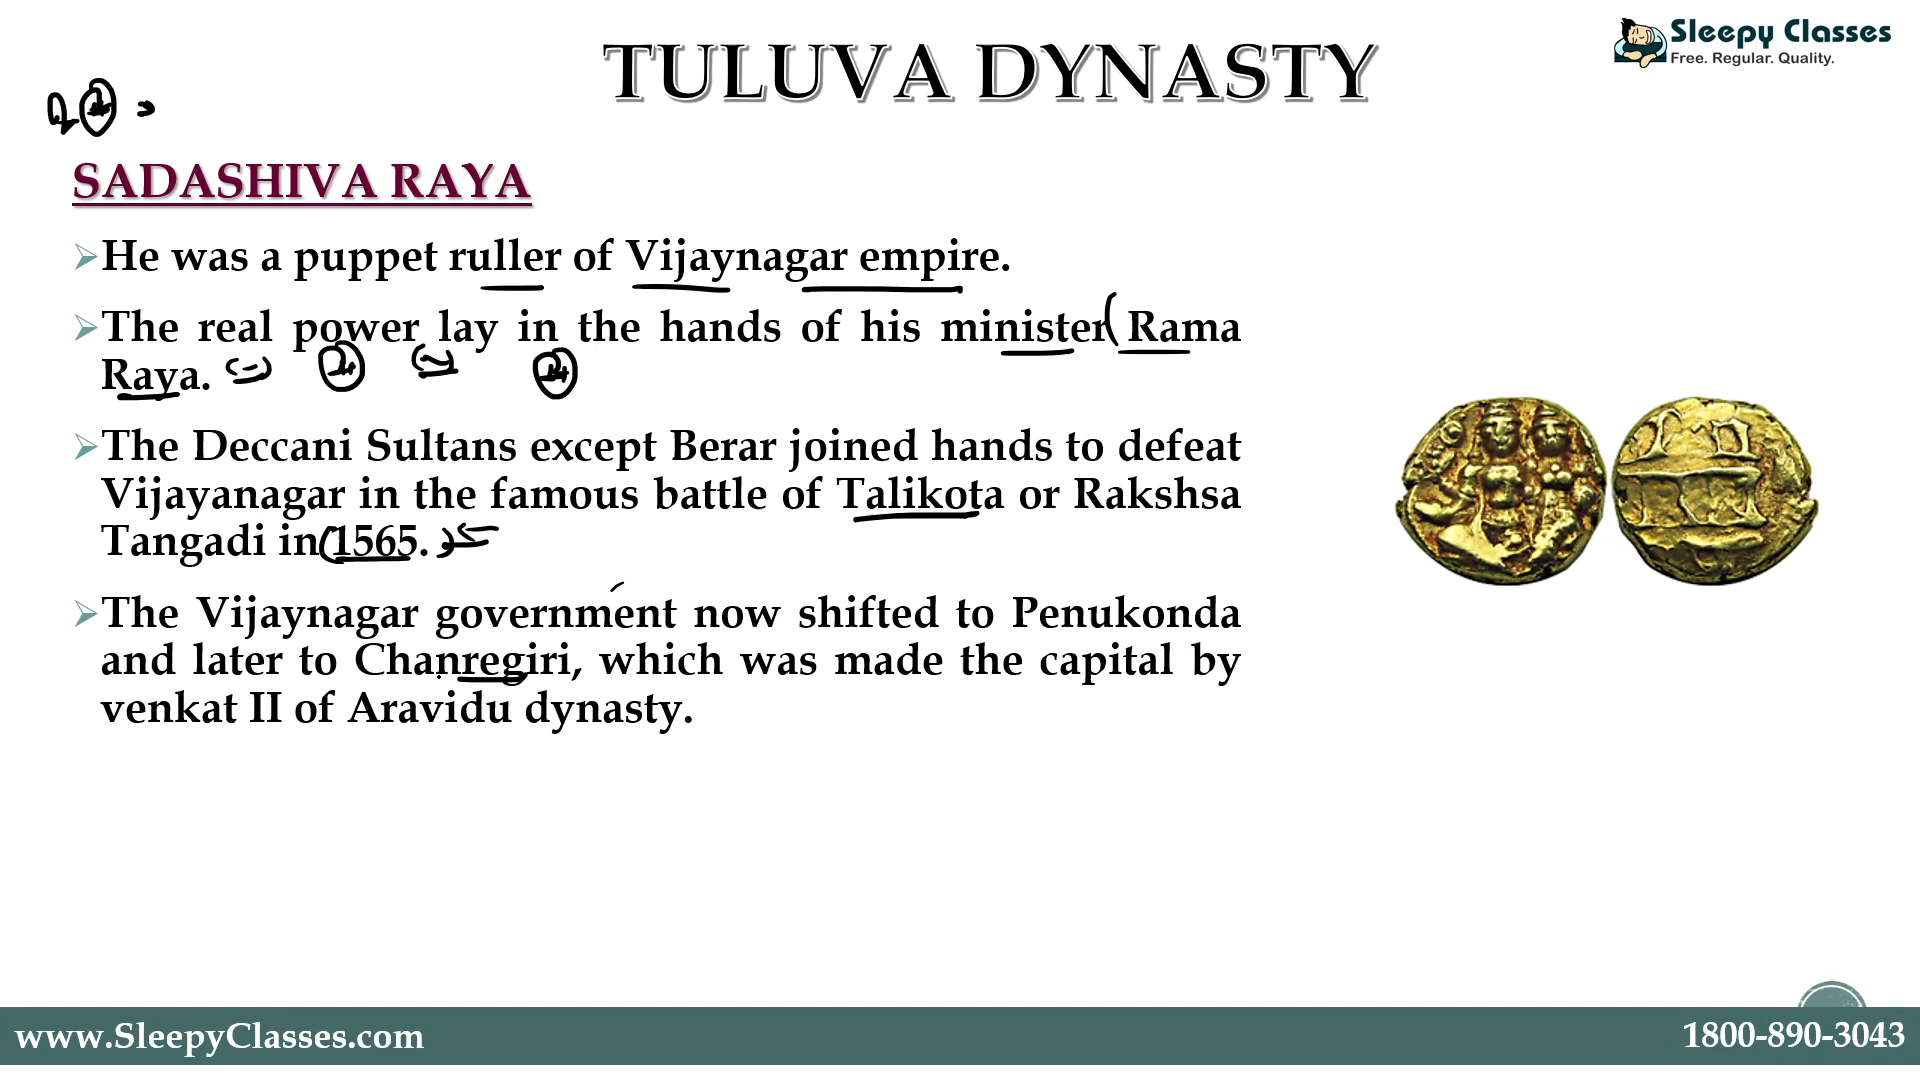 Sleepy Classes
Free. Regular. Quality.
TULUVA DYNASTY
SADASHIVA RAYA
He was a puppet ruller of Vijaynagar empire.
The real power lay in the hands of his minister Rama
Raya.
The Deccani Sultans except Berar joined hands to defeat
Vijayanagar in the famous battle of Talikota or Rakshsa
Tangadi in 1565.
The Vijaynagar government now shifted to Penukonda
and later to Chanregiri, which was made the capital by
venkat II of Aravidu dynasty.
www.SleepyClasses.com
1800-890-3043